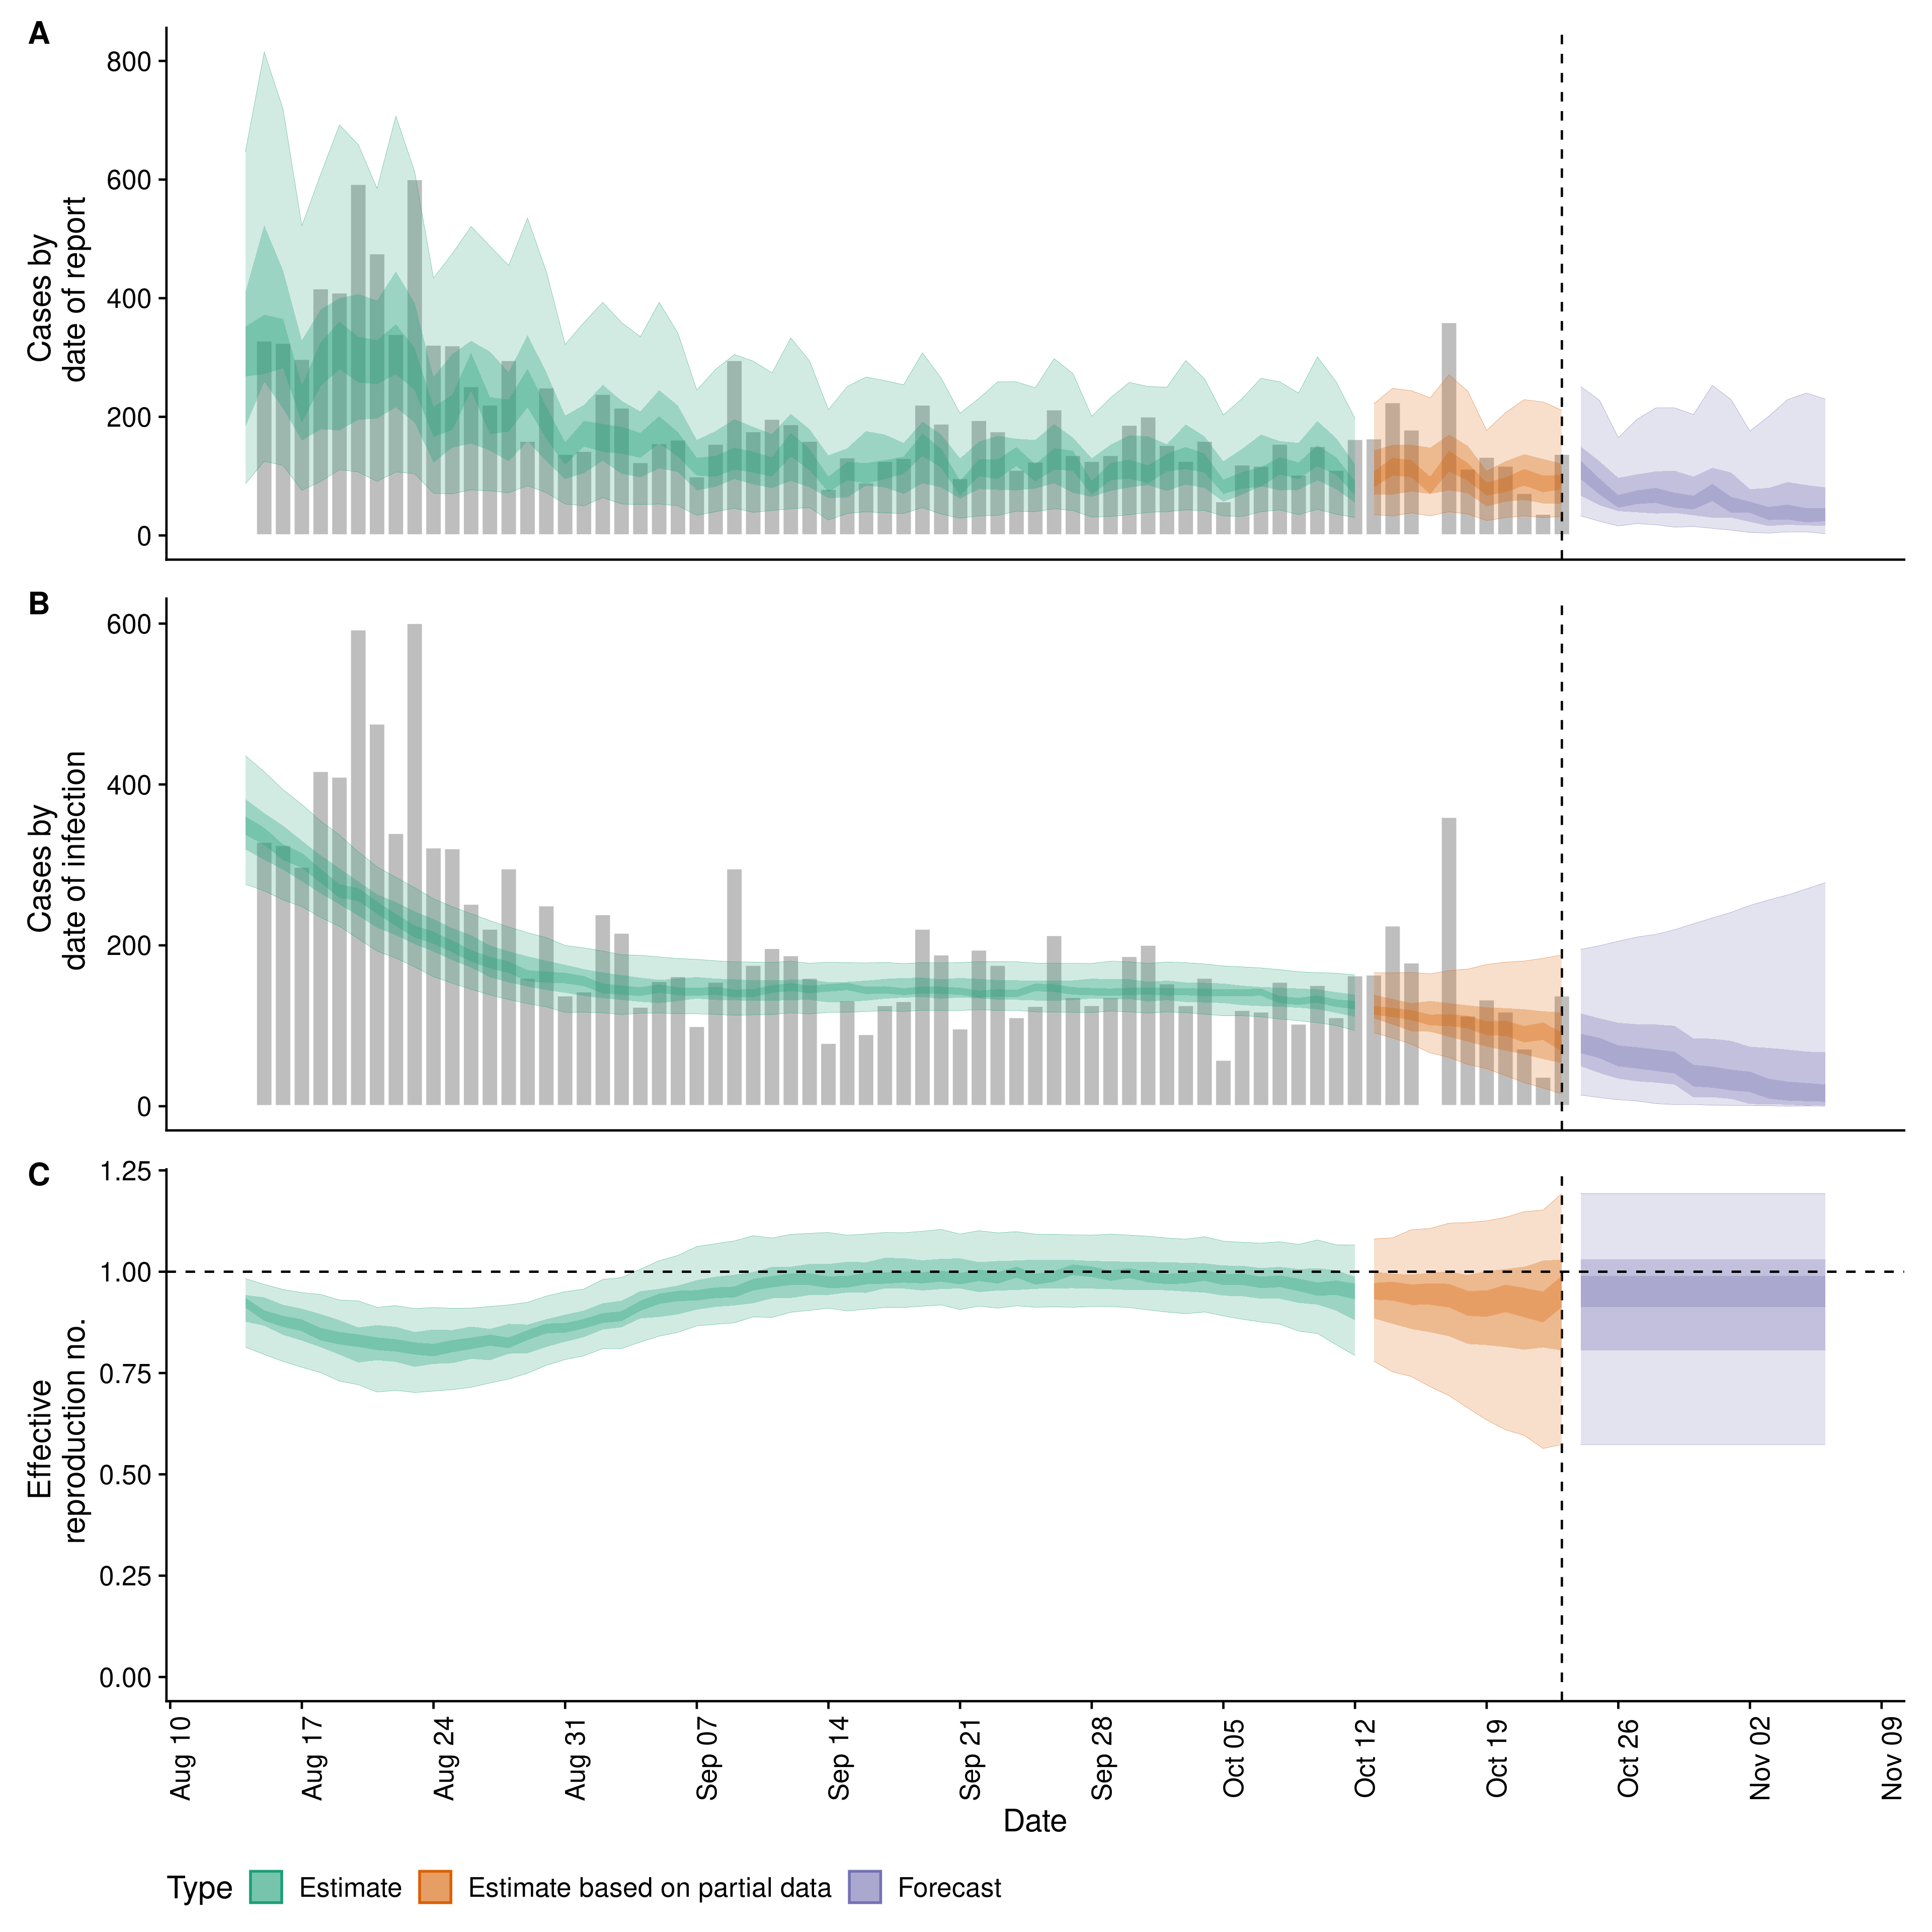 A
800
600
400
200
0
Cases by
date of report
B
600
400
200
0
Cases by
date of infection
C
1.25
1.00
0.75
0.50
0.25
0.00
Effective
reproduction no.
Aug 10
Aug 17
Aug 24
Aug 31
Sep 07
Sep 14
Sep 21
Sep 28
Oct 05
Oct 12
Oct 19
Oct 26
Nov 02
Nov 09
Date
Type
Estimate
Estimate based on partial data
Forecast